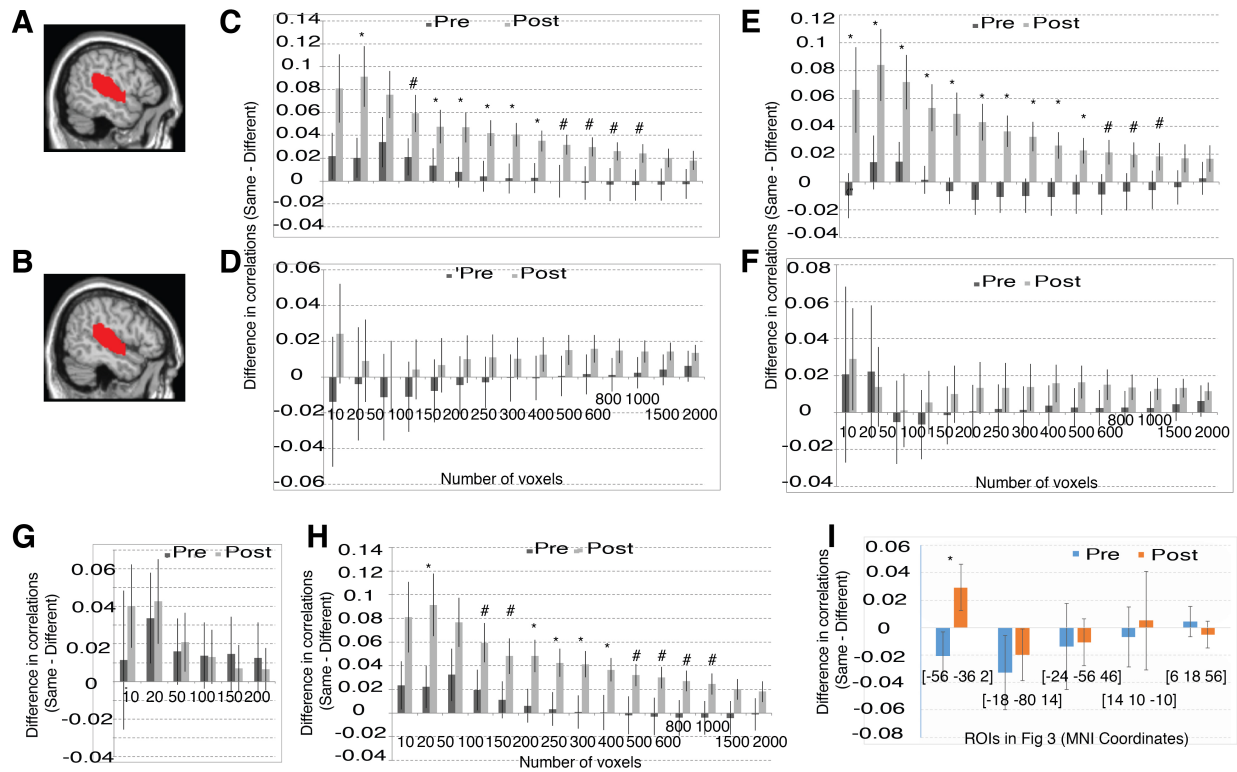 A
B
C
Pre Post
0.14
0.12
0.1
0.08
0.06
0.04
0.02
0
-0.02
-0.04
* # * * * * * # # # #
Difference in correlations (Same - Different)
D
'Pre Post
0.06
0.04
0.02
0
-0.02
-0.04
-0.06
10 20 50 100 150 200 250 300 400 500 600 800 1000 1500 2000
Number of voxels
E
Pre Post
0.12
0.1
0.08
0.06
0.04
0.02
0
-0.02
-0.04
* * * * * * * * * * # # #
Difference in correlations (Same - Different)
F
Pre Post
0.08
0.06
0.04
0.02
0
-0.02
-0.04
10 20 50 100 150 200 250 300 400 500 600 800 1000 1500 2000
Number of voxels
G
Pre Post
0.06
0.04
0.02
0
-0.02
-0.04
10 20 50 100 150 200
Difference in correlations
(Same - Different)
H
Pre Post
0.14
0.12
0.1
0.08
0.06
0.04
0.02
0
-0.02
-0.04
* # # * * * * # # # #
10 20 50 100 150 200 250 300 400 500 600 800 1000 1500 2000
Number of voxels
Difference in correlations
(Same - Different)
I
Pre Post
0.06
0.04
0.02
0
-0.02
-0.04
-0.06
-0.08
*
[-56 -36 2] [-24 -56 46] [6 18 56]
[-18 -80 14] [14 10 -10]
ROIs in Fig 3 (MNI Coordinates)
Difference in correlations
(Same - Different)